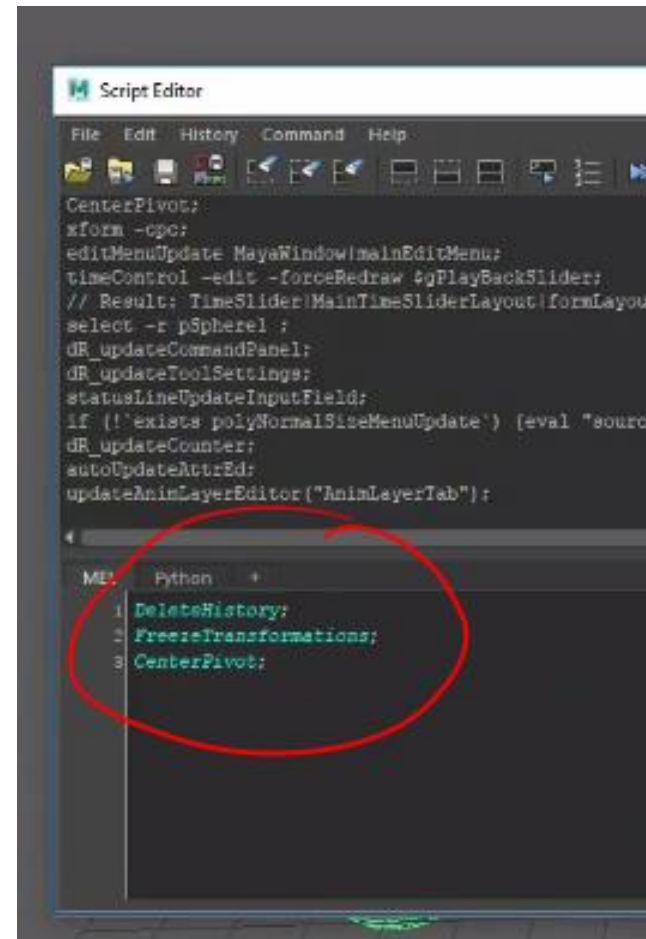 Script Editor
File Edit History Command Help
CenterPivot;
xform -cpc;
editMenuUpdate MayaWindow|mainEditMenu;
timeControl -edit -forceRedraw $gPlayBackSlider;
// Result: TimeSlider|MainTimeSliderLayout|formLayou
select -r pSphere1 ;
dR_updateCommandPanel;
dR_updateToolSettings;
statusLineUpdateInputField;
if (!`exists polyNormalSizeMenuUpdate`) {eval "sourc
dR_updateCounter;
autoUpdateAttrEd;
updateAnimLayerEditor("AnimLayerTab");
MEL Python +
1 DeleteHistory;
2 FreezeTransformations;
3 CenterPivot;